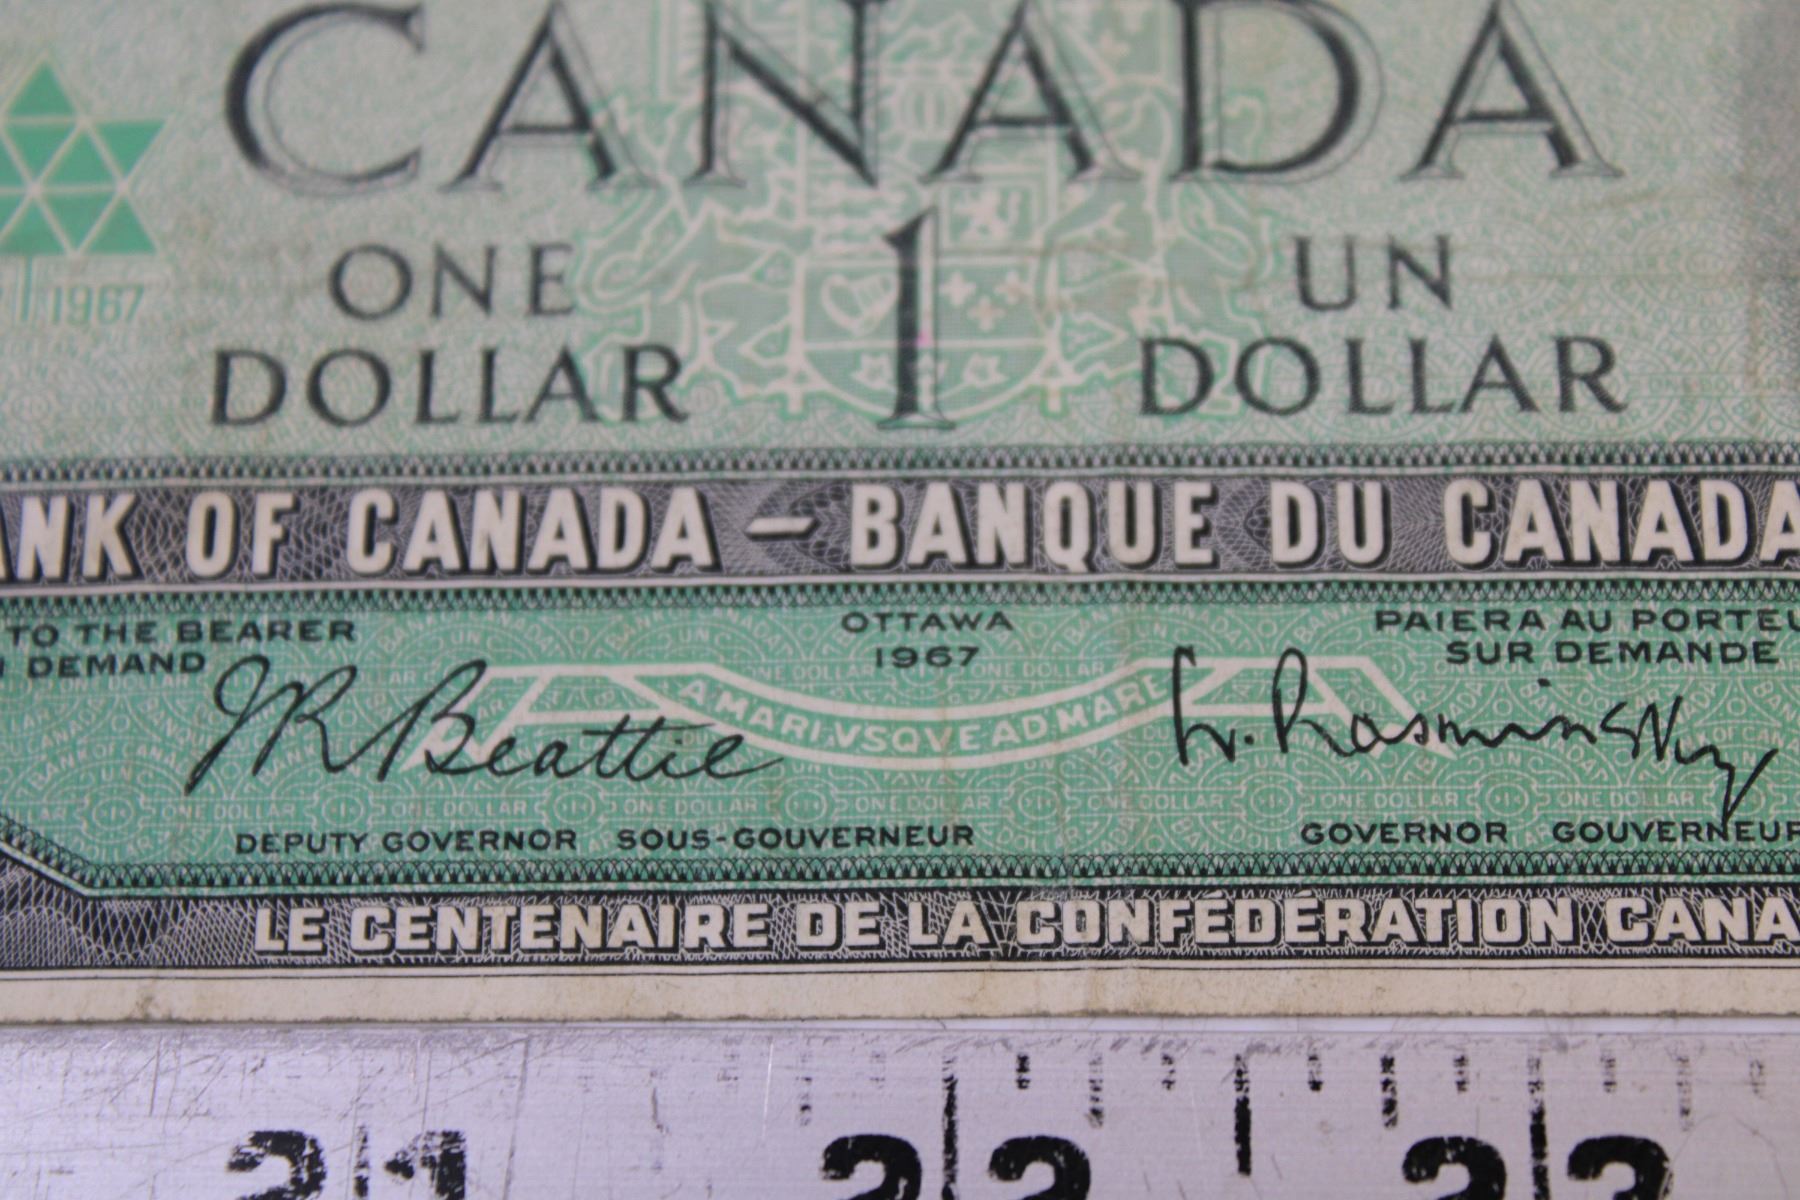 CANADA
1967
ONE
DOLLAR
1
UN
DOLLAR
ANK OF CANADA – BANQUE DU CANADA
TO THE BEARER
DEMAND
OTTAWA
1967
PAIERA AU PORTEU
SUR DEMANDE
A MARI VSQVE AD MARE
JR Beattie
L. Rasminsky
DEPUTY GOVERNOR SOUS-GOUVERNEUR
GOVERNOR GOUVERNEUR
LE CENTENAIRE DE LA CONFÉDÉRATION CANA
21 22 23